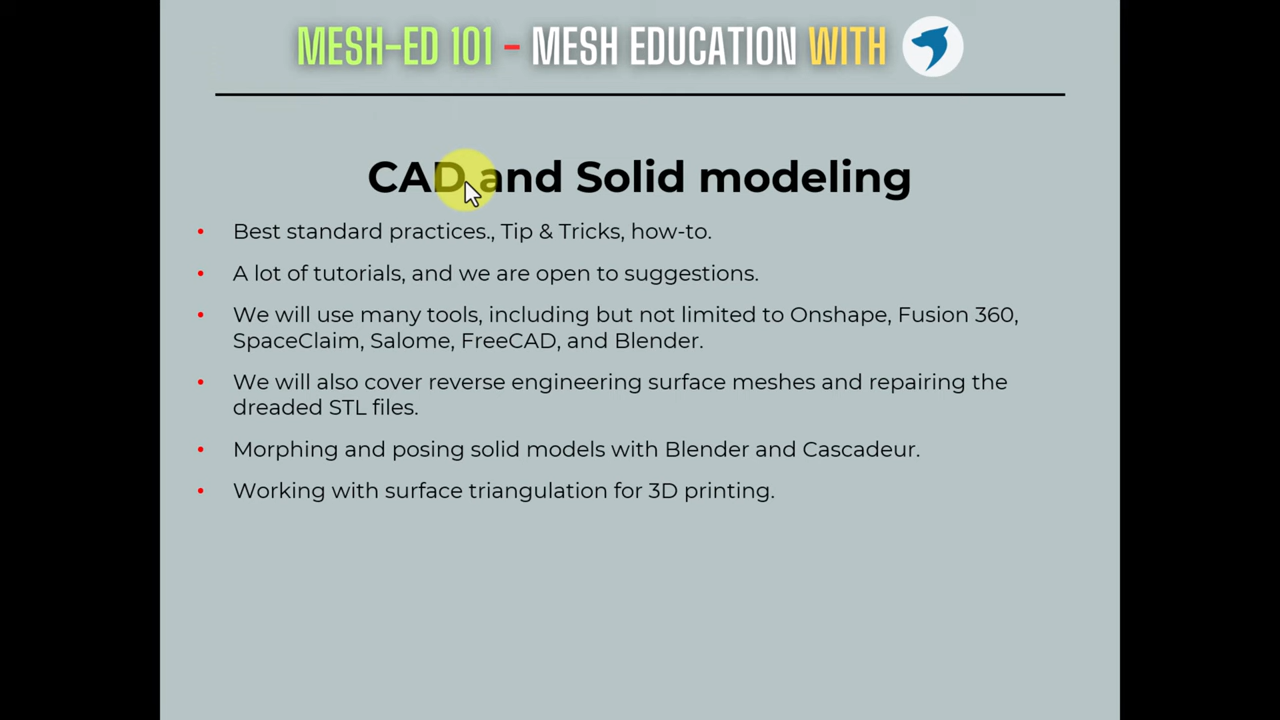 MESH-ED 101 - MESH EDUCATION WITH
CAD and Solid modeling
• Best standard practices., Tip & Tricks, how-to.
• A lot of tutorials, and we are open to suggestions.
• We will use many tools, including but not limited to Onshape, Fusion 360,
SpaceClaim, Salome, FreeCAD, and Blender.
• We will also cover reverse engineering surface meshes and repairing the
dreaded STL files.
• Morphing and posing solid models with Blender and Cascadeur.
• Working with surface triangulation for 3D printing.